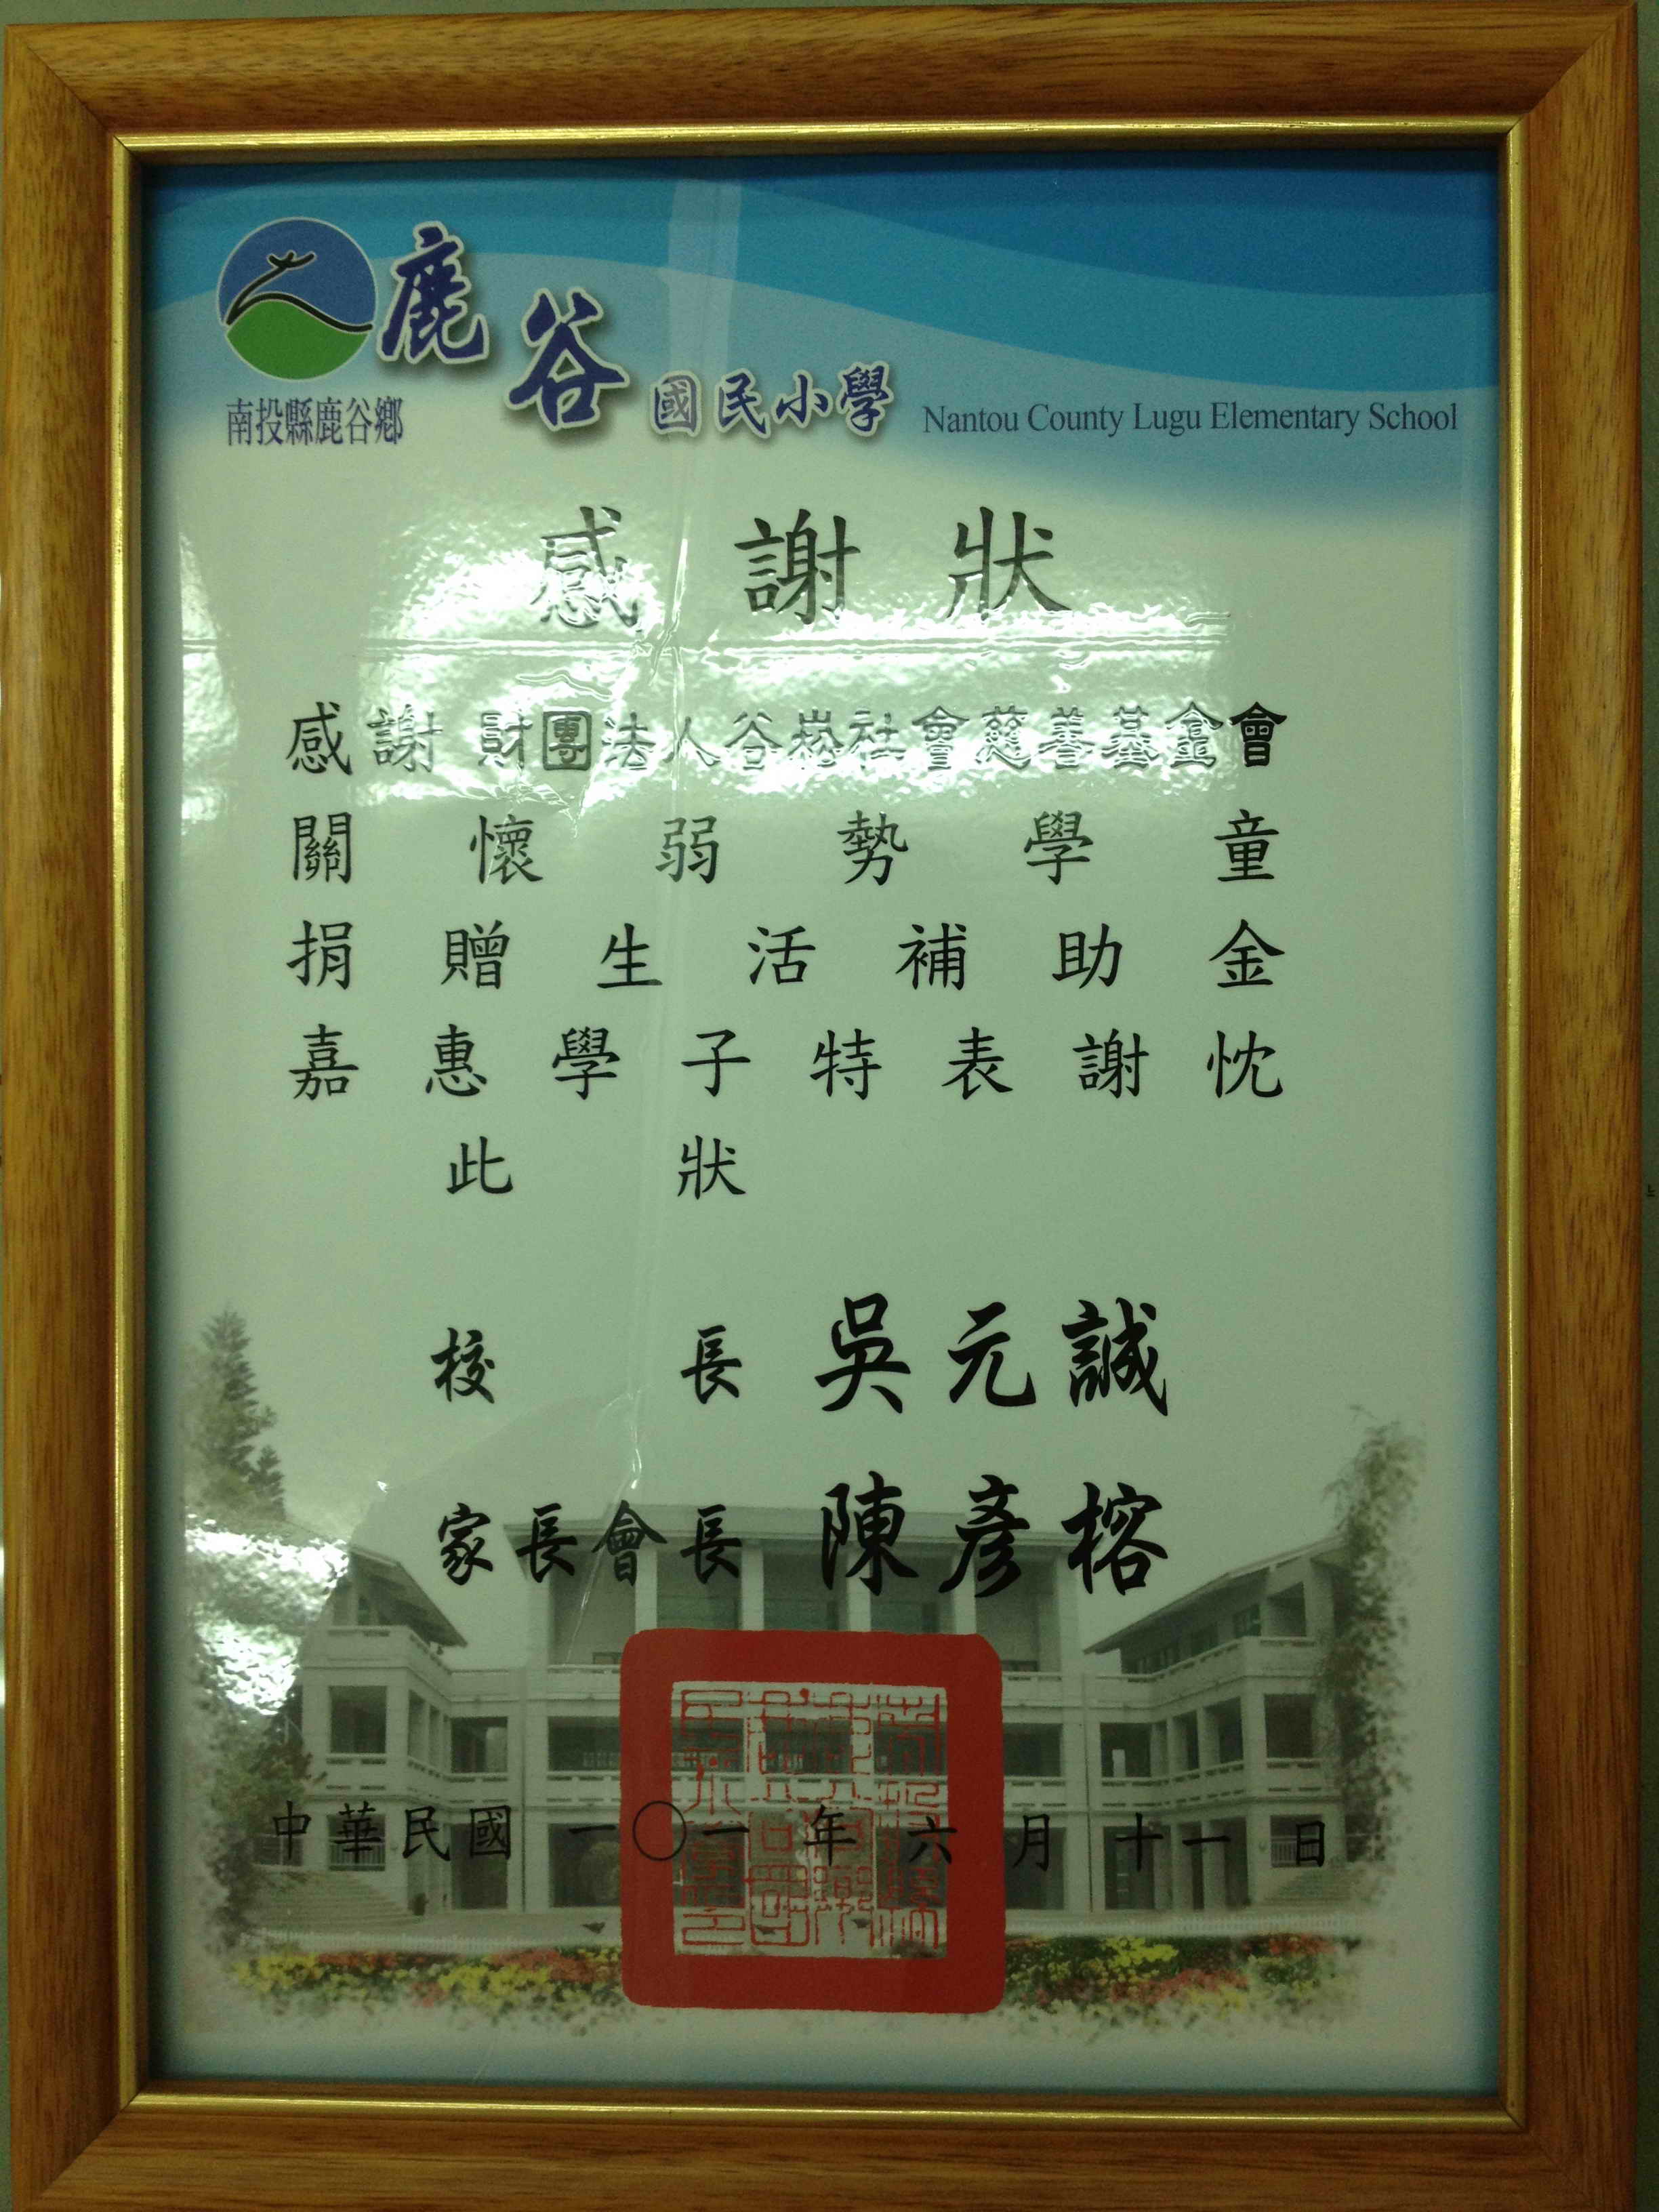 鹿谷國民小學
南投縣鹿谷鄉
Nantou County Lugu Elementary School
感謝狀
感謝 財團法人谷崧社會慈善基金會
關懷弱勢學童
捐贈生活補助金
嘉惠學子特表謝忱
此狀
校長 吳元誠
家長會長 陳彥榕
中華民國 一〇一 年 六 月 十一 日